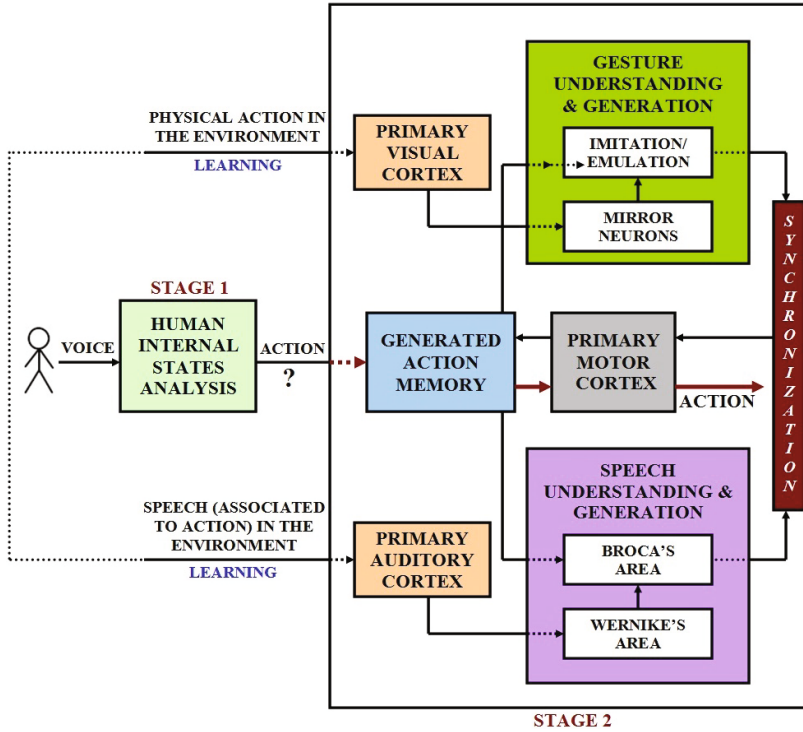 PHYSICAL ACTION IN
THE ENVIRONMENT
LEARNING
PRIMARY
VISUAL
CORTEX
GESTURE
UNDERSTANDING
& GENERATION
IMITATION/
EMULATION
MIRROR
NEURONS
STAGE 1
VOICE
HUMAN
INTERNAL
STATES
ANALYSIS
ACTION
?
GENERATED
ACTION
MEMORY
PRIMARY
MOTOR
CORTEX
ACTION
SYNCHRONIZATION
SPEECH (ASSOCIATED
TO ACTION) IN THE
ENVIRONMENT
LEARNING
PRIMARY
AUDITORY
CORTEX
SPEECH
UNDERSTANDING &
GENERATION
BROCA'S
AREA
WERNIKE'S
AREA
STAGE 2